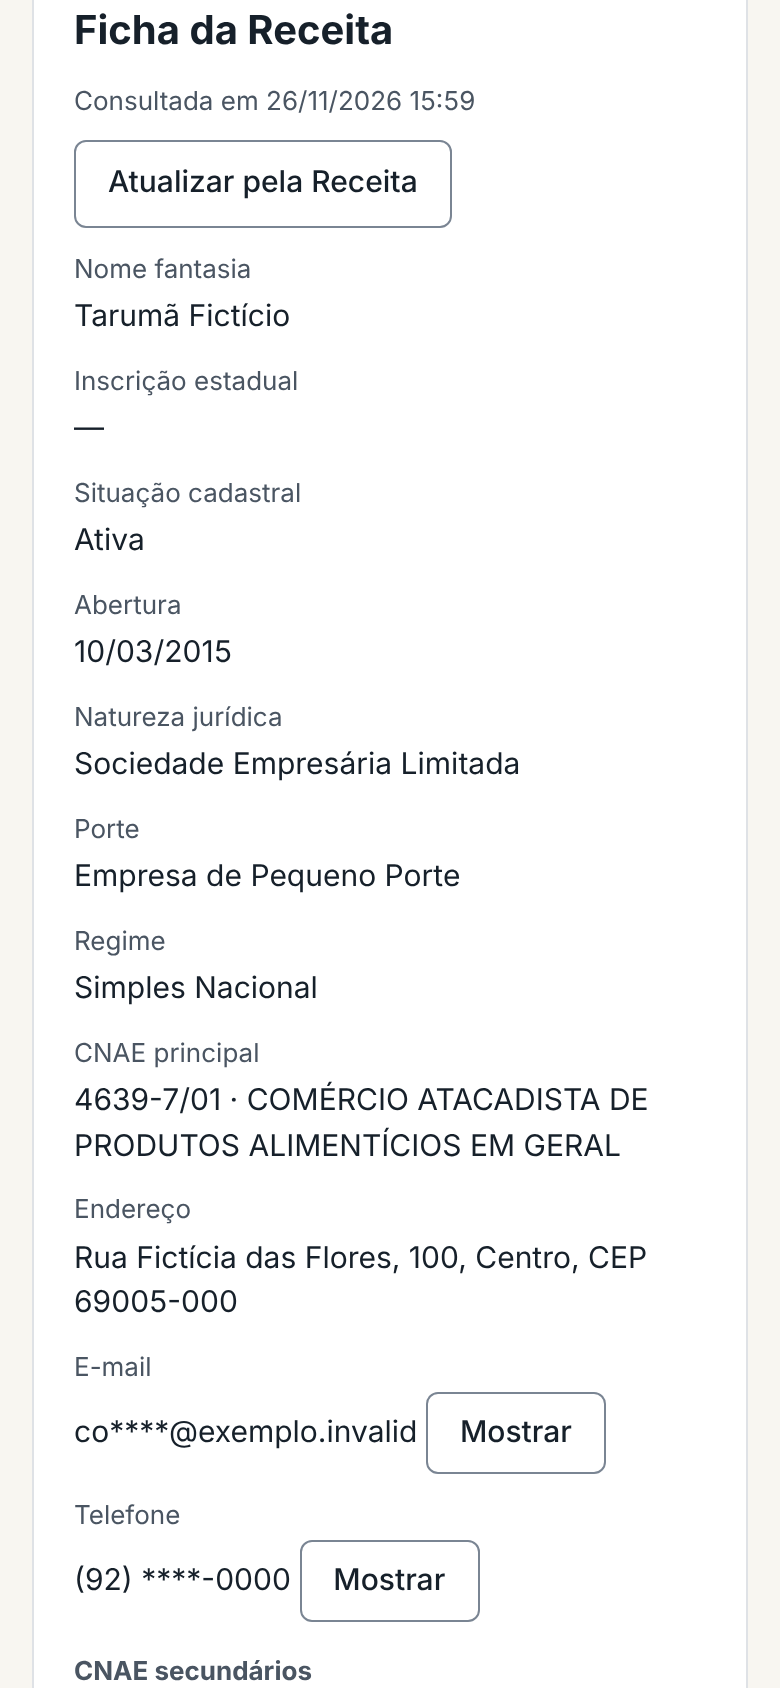 Ficha da Receita
Consultada em 26/11/2026 15:59
Atualizar pela Receita
Nome fantasia
Tarumã Fictício
Inscrição estadual
—
Situação cadastral
Ativa
Abertura
10/03/2015
Natureza jurídica
Sociedade Empresária Limitada
Porte
Empresa de Pequeno Porte
Regime
Simples Nacional
CNAE principal
4639-7/01 · COMÉRCIO ATACADISTA DE
PRODUTOS ALIMENTÍCIOS EM GERAL
Endereço
Rua Fictícia das Flores, 100, Centro, CEP
69005-000
E-mail
co****@exemplo.invalid Mostrar
Telefone
(92) ****-0000 Mostrar
CNAE secundários